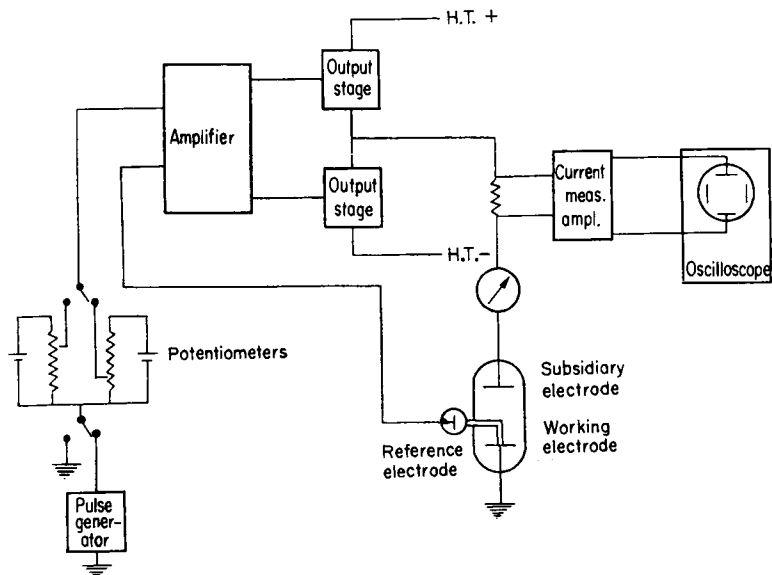 H.T. +
Output
stage
Amplifier
Output
stage
Current
meas.
ampl.
H.T.-
Oscilloscope
Potentiometers
Subsidiary
electrode
Working
electrode
Reference
electrode
Pulse
gener-
ator